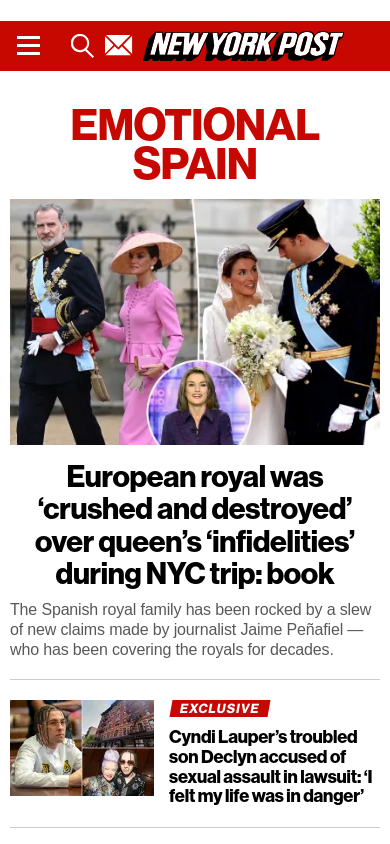 NEW YORK POST
EMOTIONAL
SPAIN
European royal was
‘crushed and destroyed’
over queen’s ‘infidelities’
during NYC trip: book
The Spanish royal family has been rocked by a slew
of new claims made by journalist Jaime Peñafiel —
who has been covering the royals for decades.
EXCLUSIVE
Cyndi Lauper’s troubled
son Declyn accused of
sexual assault in lawsuit: ‘I
felt my life was in danger’